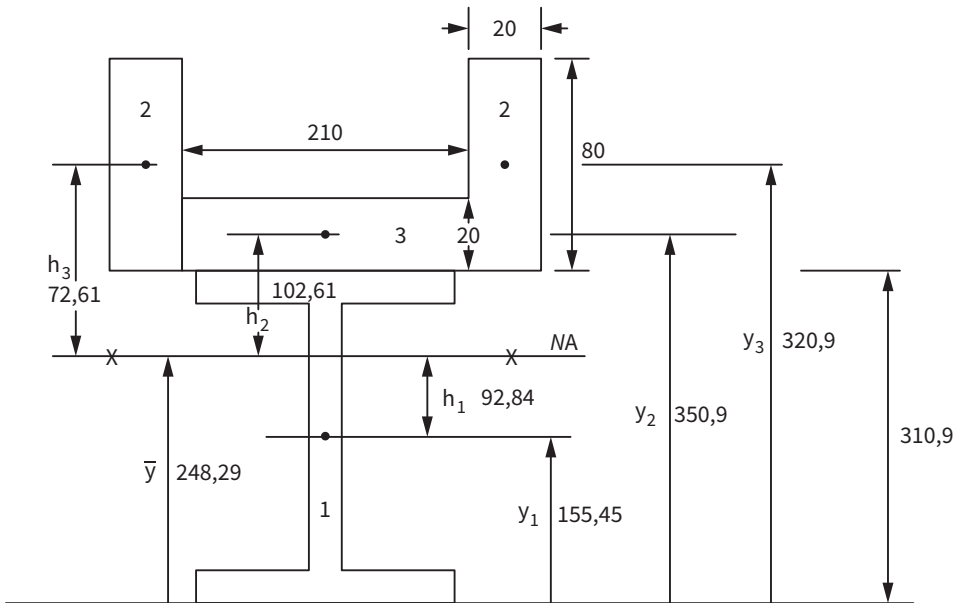 20
2
2
210
80
3
20
h3
72,61
102,61
h2
NA
X
X
y3 320,9
h1 92,84
y2 350,9
310,9
y̅ 248,29
1
y1 155,45